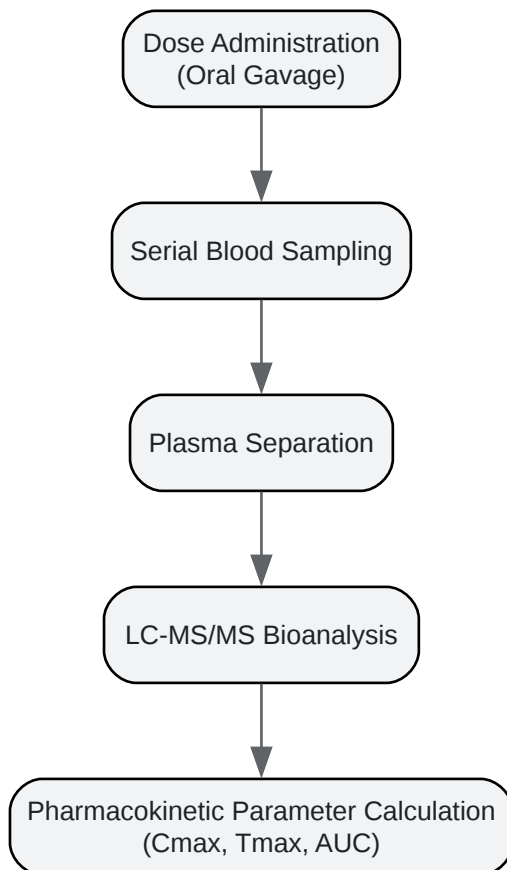 Dose Administration
(Oral Gavage)
Serial Blood Sampling
Plasma Separation
LC-MS/MS Bioanalysis
Pharmacokinetic Parameter Calculation
(Cmax, Tmax, AUC)